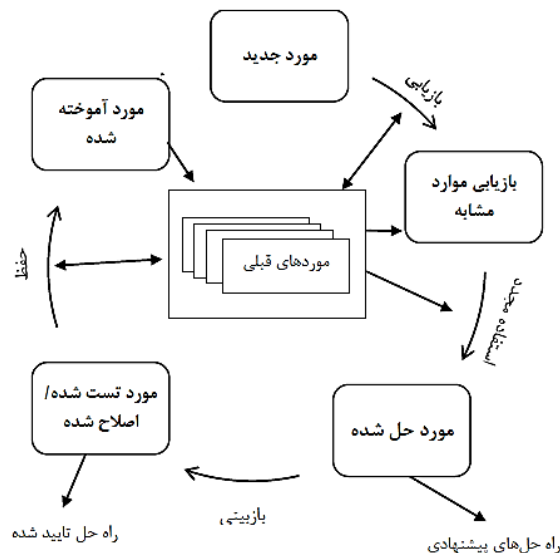 مورد جدید
بازیابی
مورد آموخته
شده
بازیابی موارد
مشابه
موردهای قبلی
حفظ
استفاده مجدد
مورد تست شده/
اصلاح شده
مورد حل شده
بازبینی
راه حل تایید شده
راه حل‌های پیشنهادی